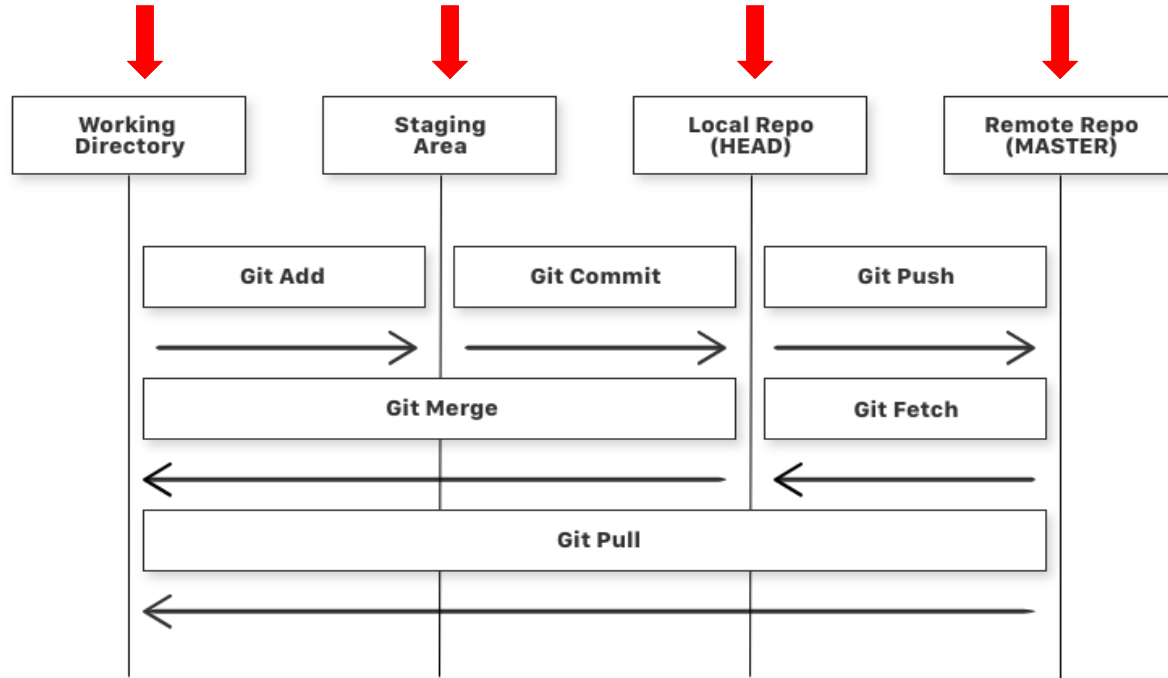 Working
Directory
Staging
Area
Local Repo
(HEAD)
Remote Repo
(MASTER)
Git Add
Git Commit
Git Push
Git Merge
Git Fetch
Git Pull